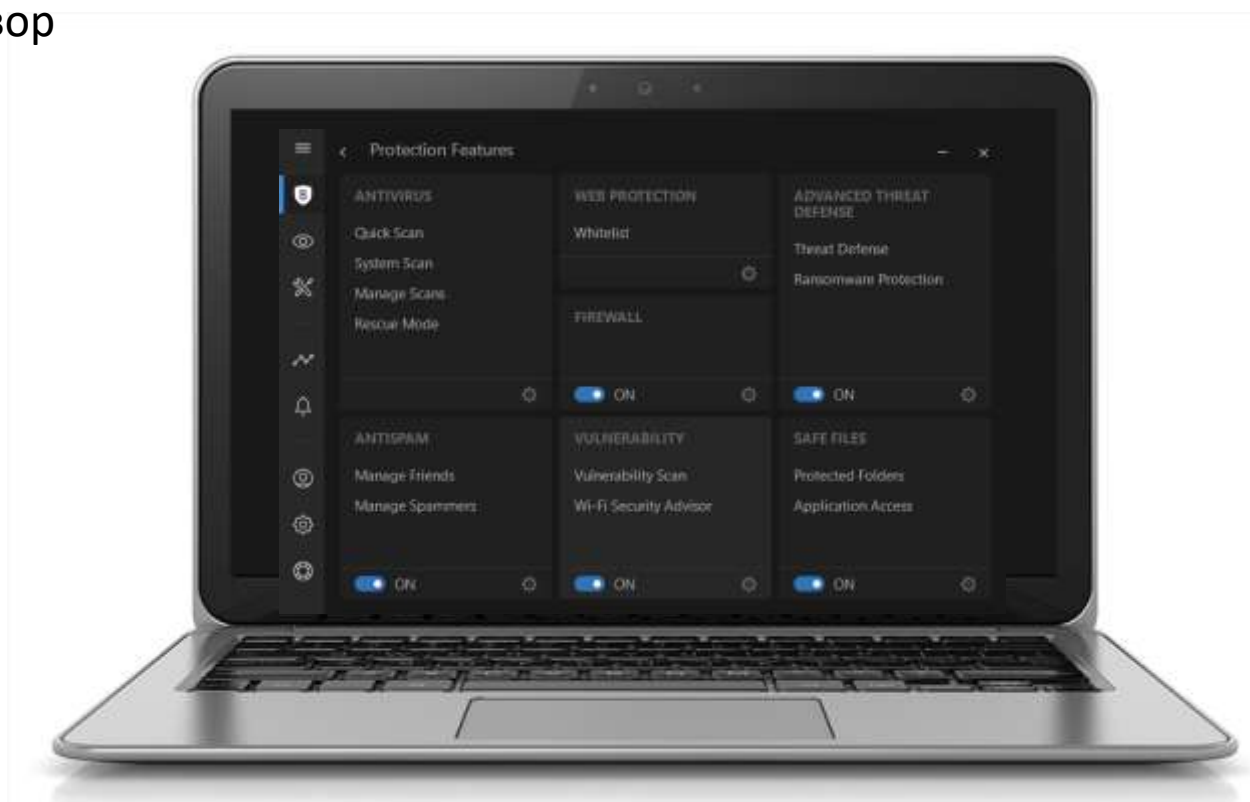 зор
Protection Features
ANTIVIRUS
Quick Scan
System Scan
Manage Scans
Rescue Mode
WEB PROTECTION
Whitelist
FIREWALL
ON
ADVANCED THREAT
DEFENSE
Threat Defense
Ransomware Protection
ON
ANTISPAM
Manage Friends
Manage Spammers
ON
VULNERABILITY
Vulnerability Scan
Wi-Fi Security Advisor
ON
SAFE FILES
Protected Folders
Application Access
ON